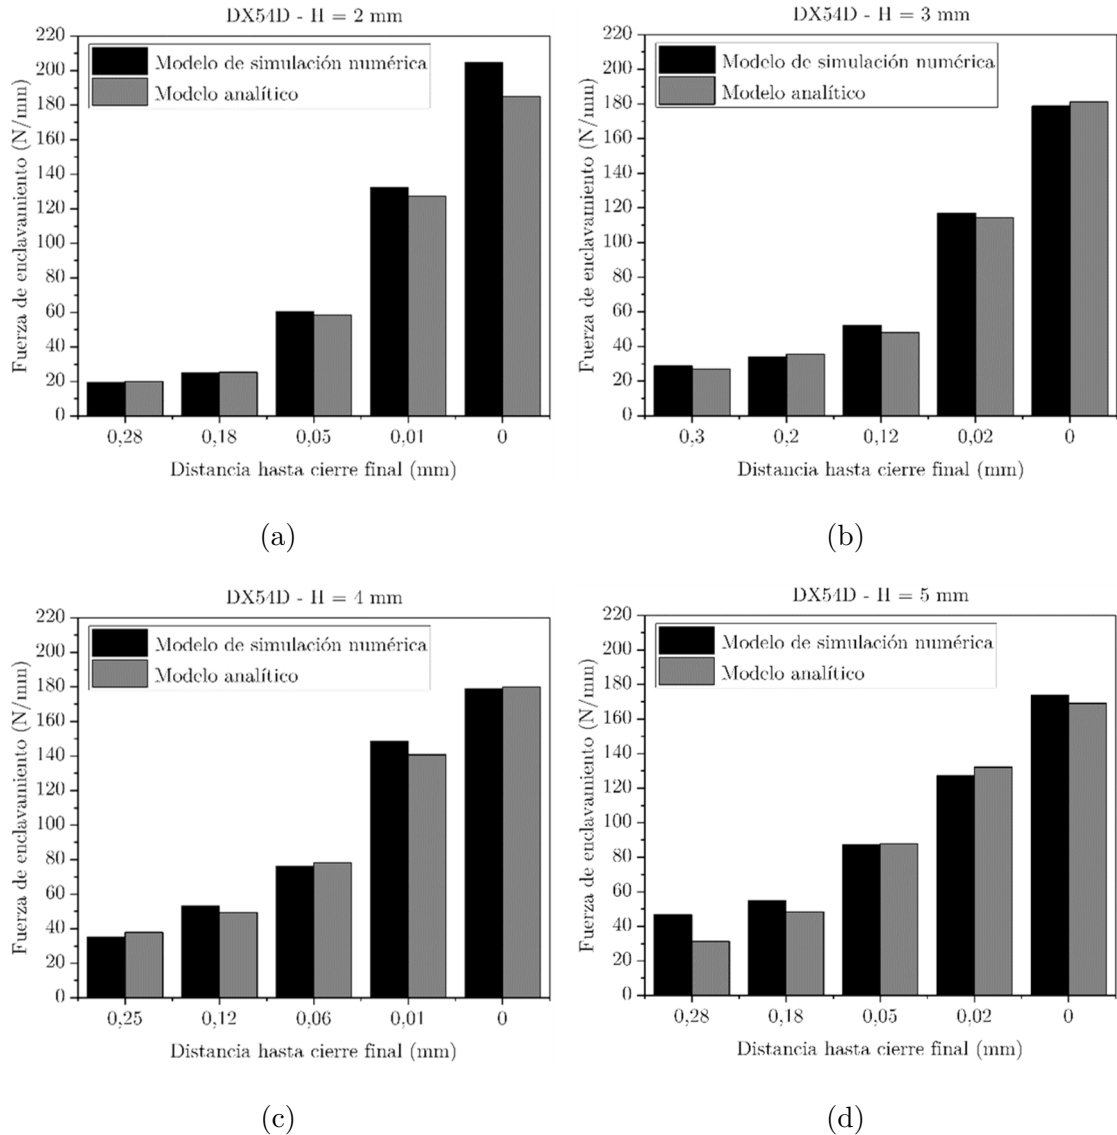 DX54D - H = 2 mm
Fuerza de enclavamiento (N/mm)
220
200
180
160
140
120
100
80
60
40
20
0
Modelo de simulación numérica
Modelo analítico
0,28 0,18 0,05 0,01 0
Distancia hasta cierre final (mm)
(a)
DX54D - H = 3 mm
Fuerza de enclavamiento (N/mm)
220
200
180
160
140
120
100
80
60
40
20
0
Modelo de simulación numérica
Modelo analítico
0,3 0,2 0,12 0,02 0
Distancia hasta cierre final (mm)
(b)
DX54D - H = 4 mm
Fuerza de enclavamiento (N/mm)
220
200
180
160
140
120
100
80
60
40
20
0
Modelo de simulación numérica
Modelo analítico
0,25 0,12 0,06 0,01 0
Distancia hasta cierre final (mm)
(c)
DX54D - H = 5 mm
Fuerza de enclavamiento (N/mm)
220
200
180
160
140
120
100
80
60
40
20
0
Modelo de simulación numérica
Modelo analítico
0,28 0,18 0,05 0,02 0
Distancia hasta cierre final (mm)
(d)